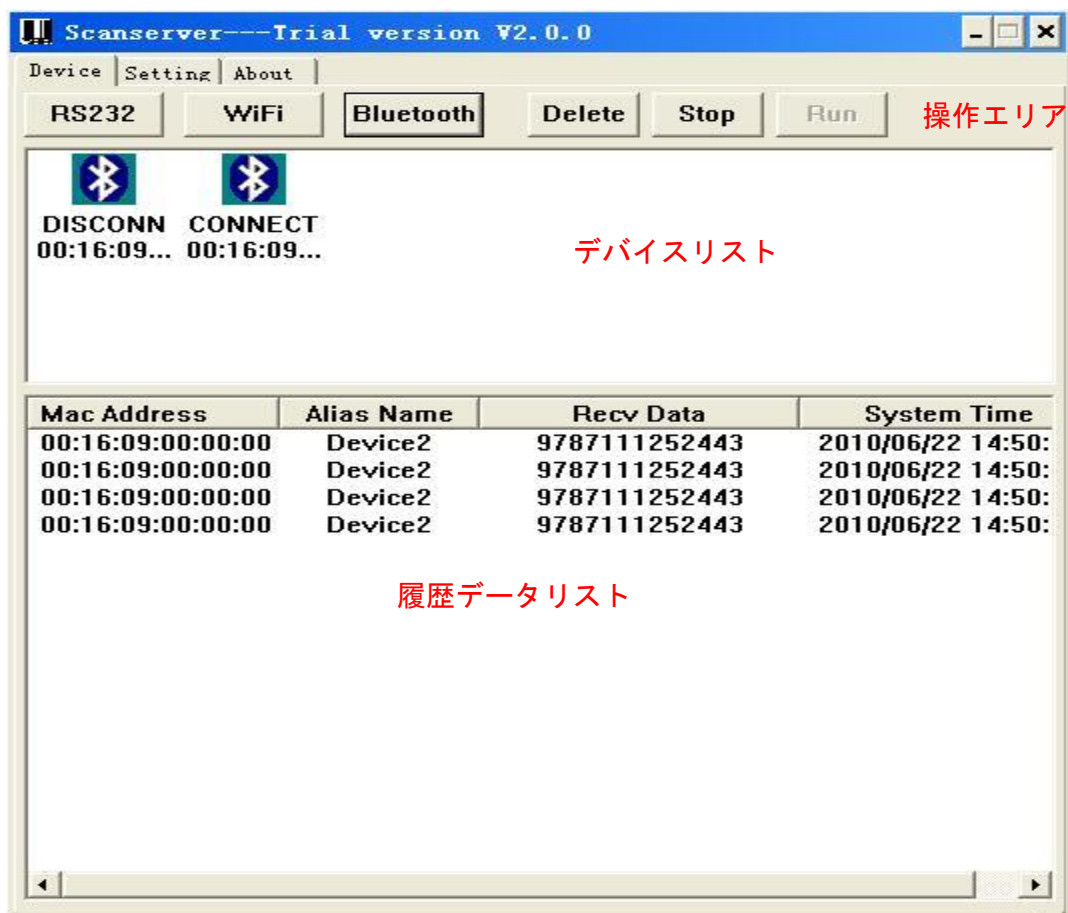 Scanserver---Trial version V2.0.0
Device Setting About
RS232 WiFi Bluetooth Delete Stop Run 操作エリア
DISCONN CONNECT
00:16:09... 00:16:09...
デバイスリスト
Mac Address Alias Name Recv Data System Time
00:16:09:00:00:00 Device2 9787111252443 2010/06/22 14:50:
00:16:09:00:00:00 Device2 9787111252443 2010/06/22 14:50:
00:16:09:00:00:00 Device2 9787111252443 2010/06/22 14:50:
00:16:09:00:00:00 Device2 9787111252443 2010/06/22 14:50:
履歴データリスト